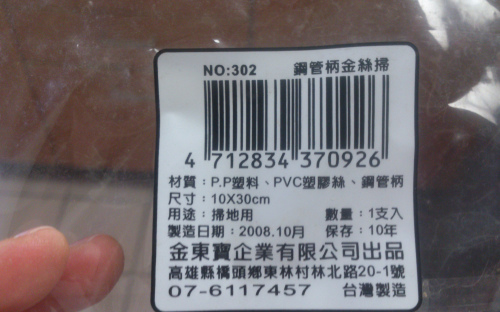 NO:302 鋼管柄金絲掃
4 712834 370926
材質：P.P塑料、PVC塑膠絲、鋼管柄
尺寸：10X30cm
用途：掃地用 數量：1支入
製造日期：2008.10月 保存：10年
金東寶企業有限公司出品
高雄縣橋頭鄉東林村林北路20-1號
07-6117457 台灣製造